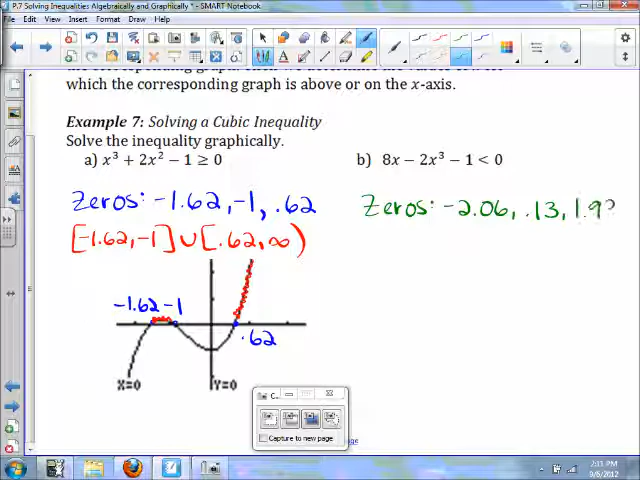 P.7 Solving Inequalities Algebraically and Graphically * - SMART Notebook
File Edit View Insert Format Tools Draw Help
which the corresponding graph is above or on the x-axis.
Example 7: Solving a Cubic Inequality
Solve the inequality graphically.
a) x³ + 2x² − 1 ≥ 0
b) 8x − 2x³ − 1 < 0
Zeros: -1.62, -1, .62
Zeros: -2.06, .13, 1.9
[-1.62, -1] ∪ [.62, ∞)
-1.62 -1
.62
X=0
Y=0
C...
Capture to new page
2:31 PM
9/6/2012